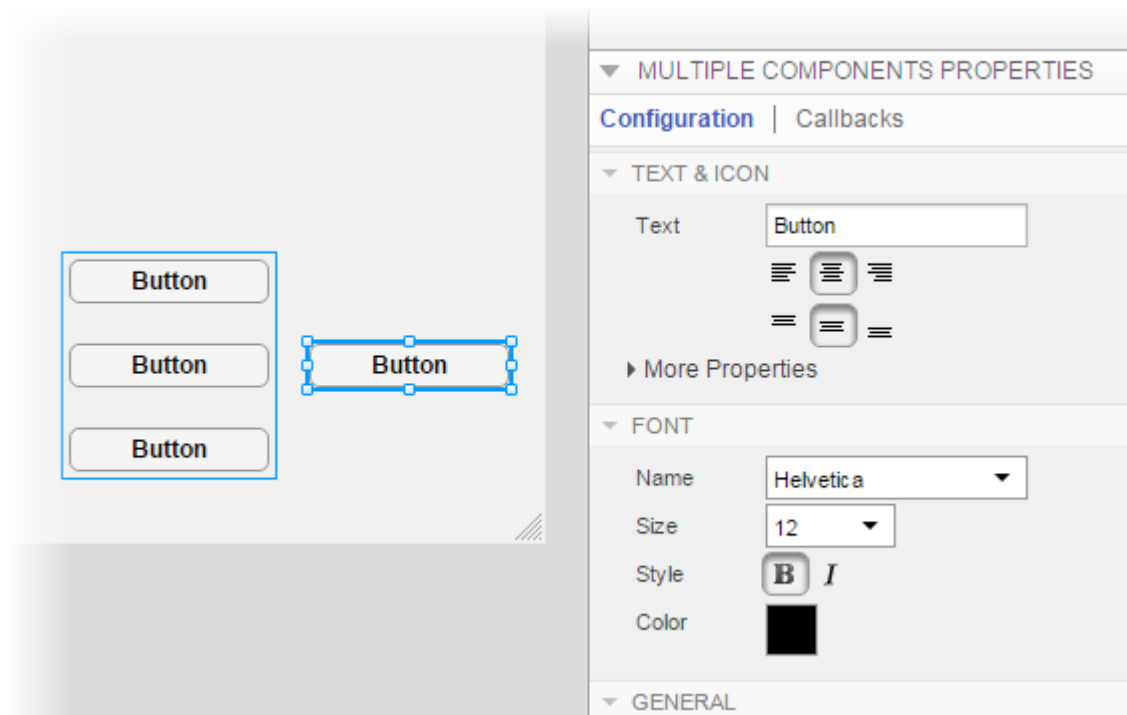 Button
Button
Button
Button
MULTIPLE COMPONENTS PROPERTIES
Configuration | Callbacks
TEXT & ICON
Text Button
More Properties
FONT
Name Helvetica
Size 12
Style B I
Color
GENERAL